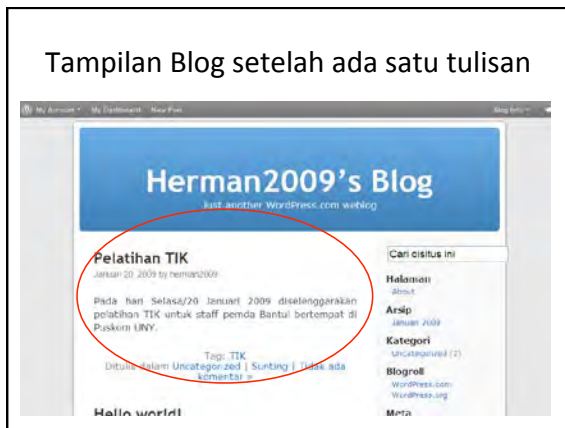 Tampilan Blog setelah ada satu tulisan
My Account My Dashboard New Post Blog Info
Herman2009's Blog
Just another WordPress.com weblog
Pelatihan TIK
Januari 20, 2009 by herman2009
Pada hari Selasa/20 Januari 2009 diselenggarakan
pelatihan TIK untuk staff pemda Bantul bertempat di
Puskom UNY.
Tag: TIK
Ditulis dalam Uncategorized | Sunting | Tidak ada
komentar »
Hello world!
Cari disitus ini
Halaman
About
Arsip
Januari 2009
Kategori
Uncategorized (2)
Blogroll
WordPress.com
WordPress.org
Meta